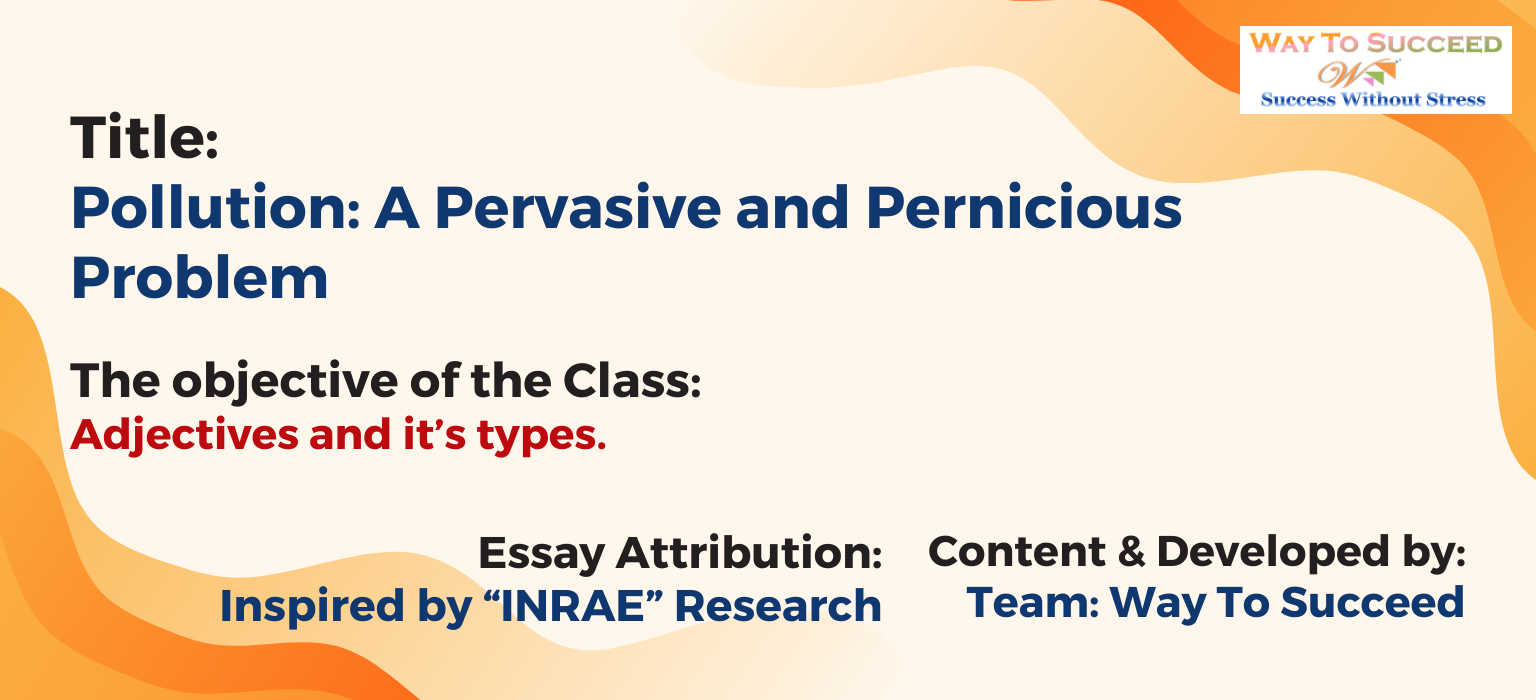 WAY TO SUCCEED
Success Without Stress
Title:
Pollution: A Pervasive and Pernicious
Problem
The objective of the Class:
Adjectives and it’s types.
Essay Attribution:
Inspired by “INRAE” Research
Content & Developed by:
Team: Way To Succeed